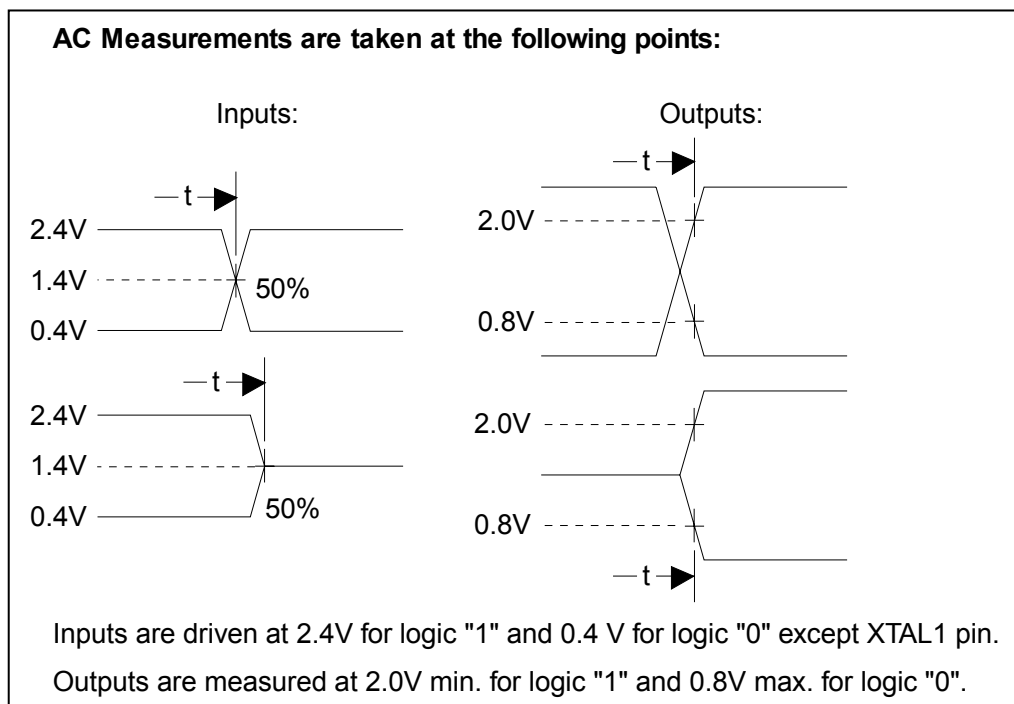 AC Measurements are taken at the following points:
Inputs:
Outputs:
t
2.4V
1.4V
50%
0.4V
t
2.4V
1.4V
50%
0.4V
t
2.0V
0.8V
2.0V
0.8V
t
Inputs are driven at 2.4V for logic "1" and 0.4 V for logic "0" except XTAL1 pin.
Outputs are measured at 2.0V min. for logic "1" and 0.8V max. for logic "0".